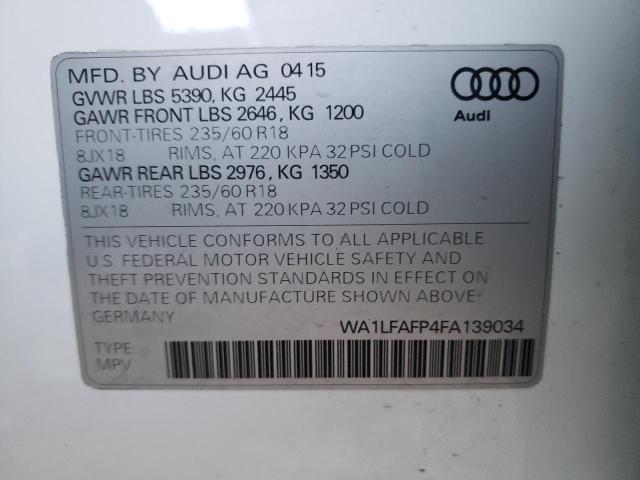 MFD. BY AUDI AG 0415
GVWR LBS 5390, KG 2445
GAWR FRONT LBS 2646, KG 1200
FRONT-TIRES 235/60 R18
8JX18 RIMS, AT 220 KPA 32 PSI COLD
GAWR REAR LBS 2976, KG 1350
REAR-TIRES 235/60 R18
8JX18 RIMS, AT 220 KPA 32 PSI COLD
Audi
THIS VEHICLE CONFORMS TO ALL APPLICABLE
U.S. FEDERAL MOTOR VEHICLE SAFETY AND
THEFT PREVENTION STANDARDS IN EFFECT ON
THE DATE OF MANUFACTURE SHOWN ABOVE-
GERMANY WA1LFAFP4FA139034
TYPE:
MPV